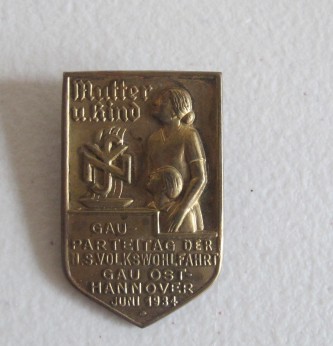 Mutter
u. Kind
GAU
PARTEITAG DER
N.S.VOLKSWOHLFAHRT
GAU OST-
HANNOVER
JUNI 1934